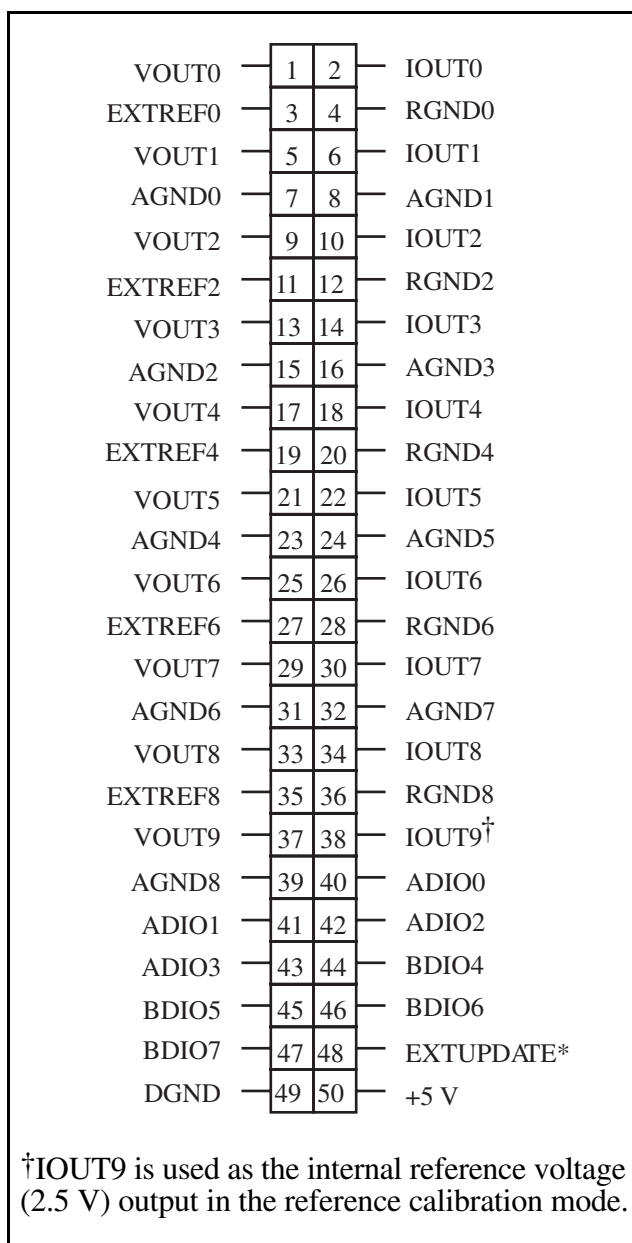 VOUT0 1 2 IOUT0
EXTREF0 3 4 RGND0
VOUT1 5 6 IOUT1
AGND0 7 8 AGND1
VOUT2 9 10 IOUT2
EXTREF2 11 12 RGND2
VOUT3 13 14 IOUT3
AGND2 15 16 AGND3
VOUT4 17 18 IOUT4
EXTREF4 19 20 RGND4
VOUT5 21 22 IOUT5
AGND4 23 24 AGND5
VOUT6 25 26 IOUT6
EXTREF6 27 28 RGND6
VOUT7 29 30 IOUT7
AGND6 31 32 AGND7
VOUT8 33 34 IOUT8
EXTREF8 35 36 RGND8
VOUT9 37 38 IOUT9†
AGND8 39 40 ADIO0
ADIO1 41 42 ADIO2
ADIO3 43 44 BDIO4
BDIO5 45 46 BDIO6
BDIO7 47 48 EXTUPDATE*
DGND 49 50 +5 V
†IOUT9 is used as the internal reference voltage
(2.5 V) output in the reference calibration mode.